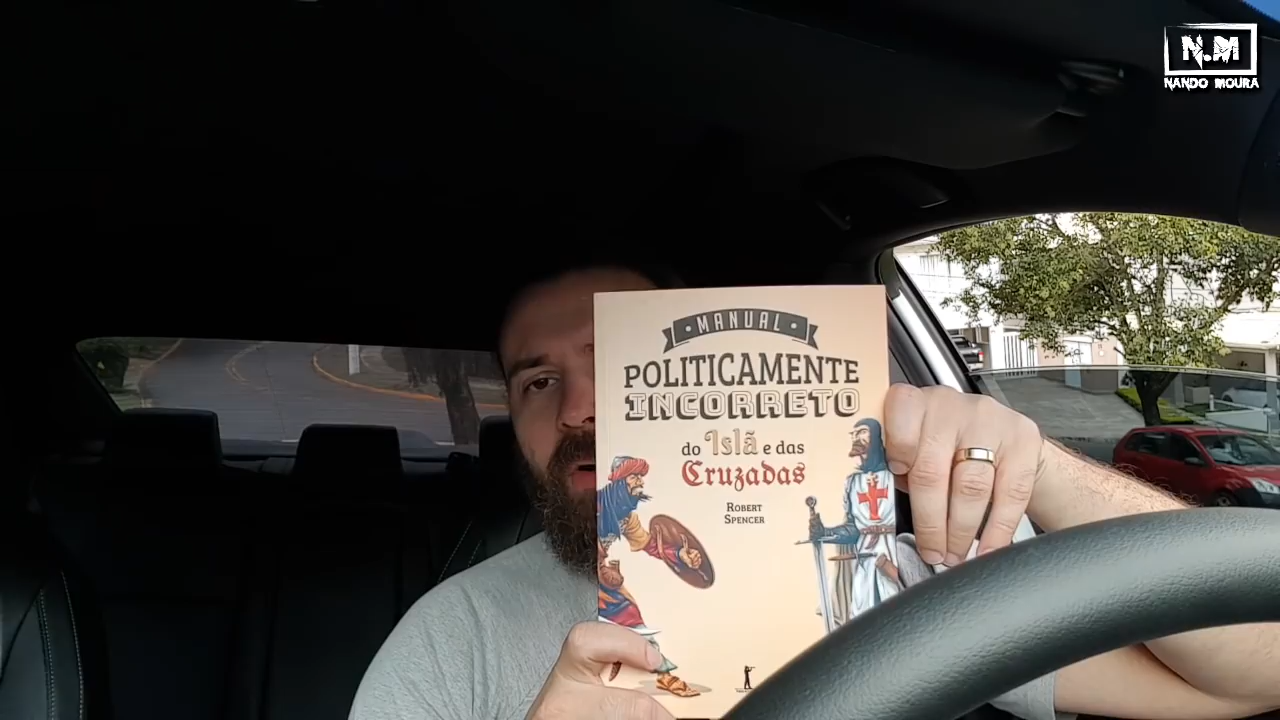 N.M
NANDO MOURA
MANUAL
POLITICAMENTE
INCORRETO
do Islã e das
Cruzadas
ROBERT
SPENCER